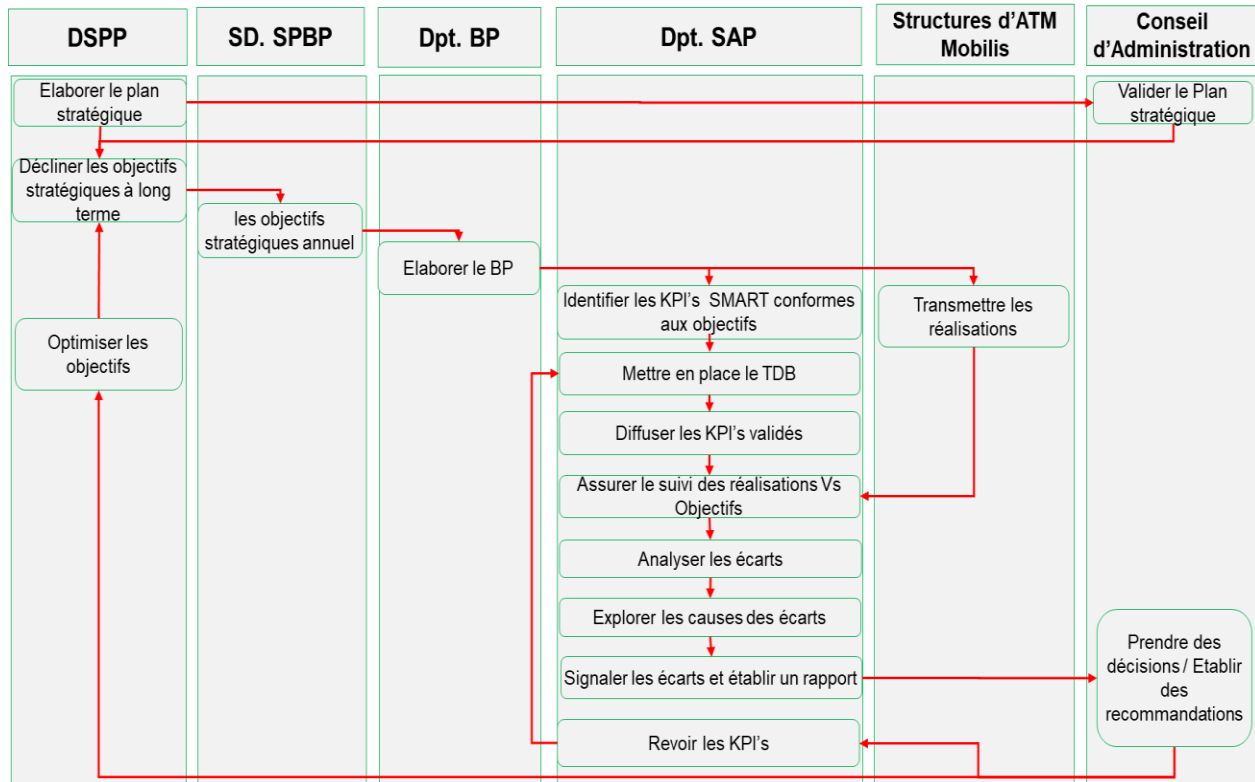 DSPP
SD. SPBP
Dpt. BP
Dpt. SAP
Structures d'ATM
Mobilis
Conseil
d'Administration
Elaborer le plan
stratégique
Valider le Plan
stratégique
Décliner les objectifs
stratégiques à long
terme
les objectifs
stratégiques annuel
Elaborer le BP
Identifier les KPI's SMART conformes
aux objectifs
Transmettre les
réalisations
Optimiser les
objectifs
Mettre en place le TDB
Diffuser les KPI's validés
Assurer le suivi des réalisations Vs
Objectifs
Analyser les écarts
Explorer les causes des écarts
Signaler les écarts et établir un rapport
Prendre des
décisions / Etablir
des
recommandations
Revoir les KPI's